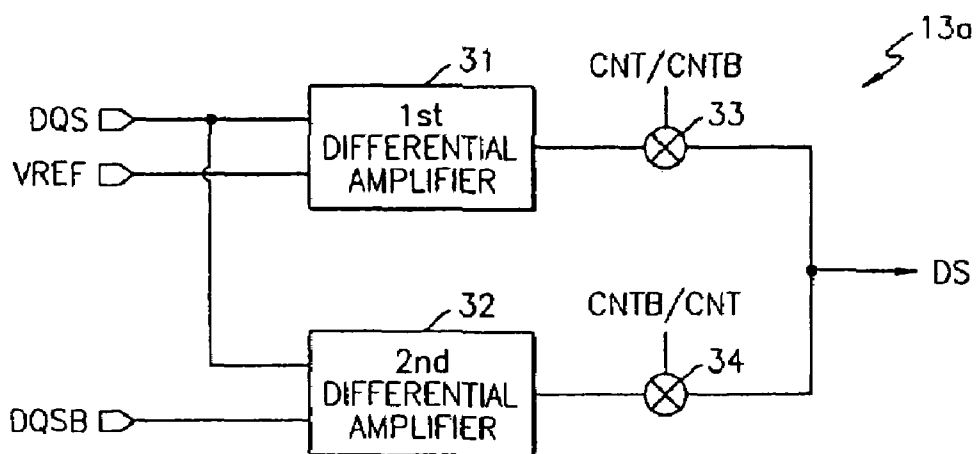 13a
31
CNT/CNTB
DQS
1st
DIFFERENTIAL
AMPLIFIER
33
VREF
DS
32
CNTB/CNT
2nd
DIFFERENTIAL
AMPLIFIER
34
DQSB